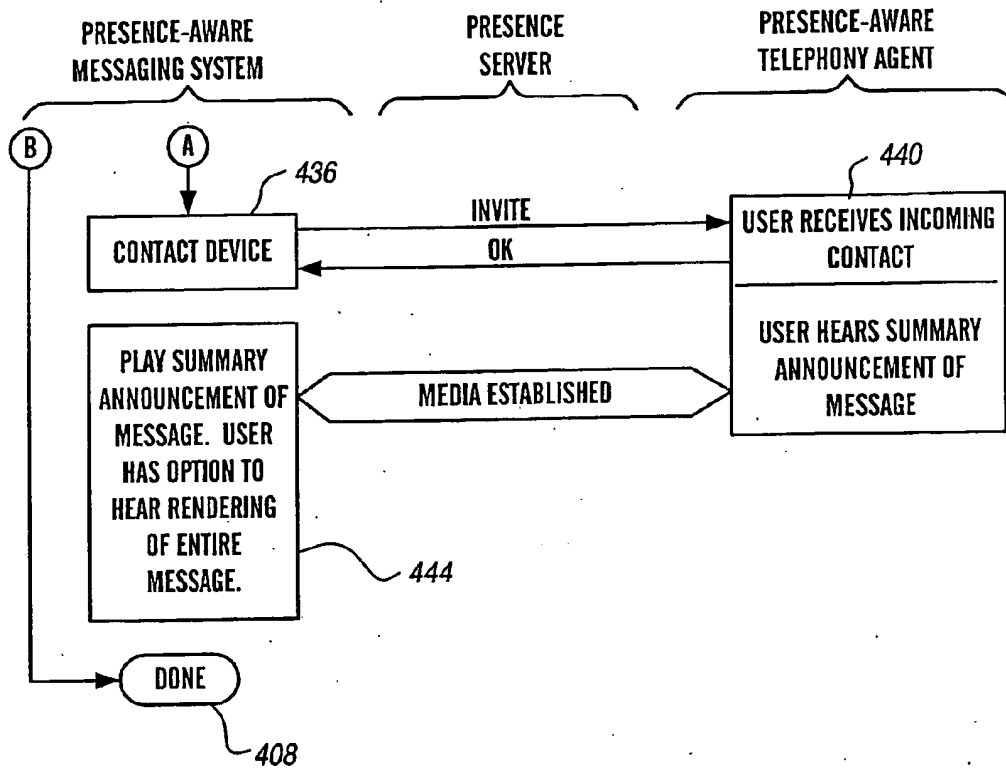 PRESENCE-AWARE
MESSAGING SYSTEM
PRESENCE
SERVER
PRESENCE-AWARE
TELEPHONY AGENT
B
A
436
440
CONTACT DEVICE
INVITE
OK
USER RECEIVES INCOMING
CONTACT
USER HEARS SUMMARY
ANNOUNCEMENT OF
MESSAGE
PLAY SUMMARY
ANNOUNCEMENT OF
MESSAGE. USER
HAS OPTION TO
HEAR RENDERING
OF ENTIRE
MESSAGE.
MEDIA ESTABLISHED
444
DONE
408